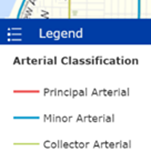 Legend
Arterial Classification
Principal Arterial
Minor Arterial
Collector Arterial